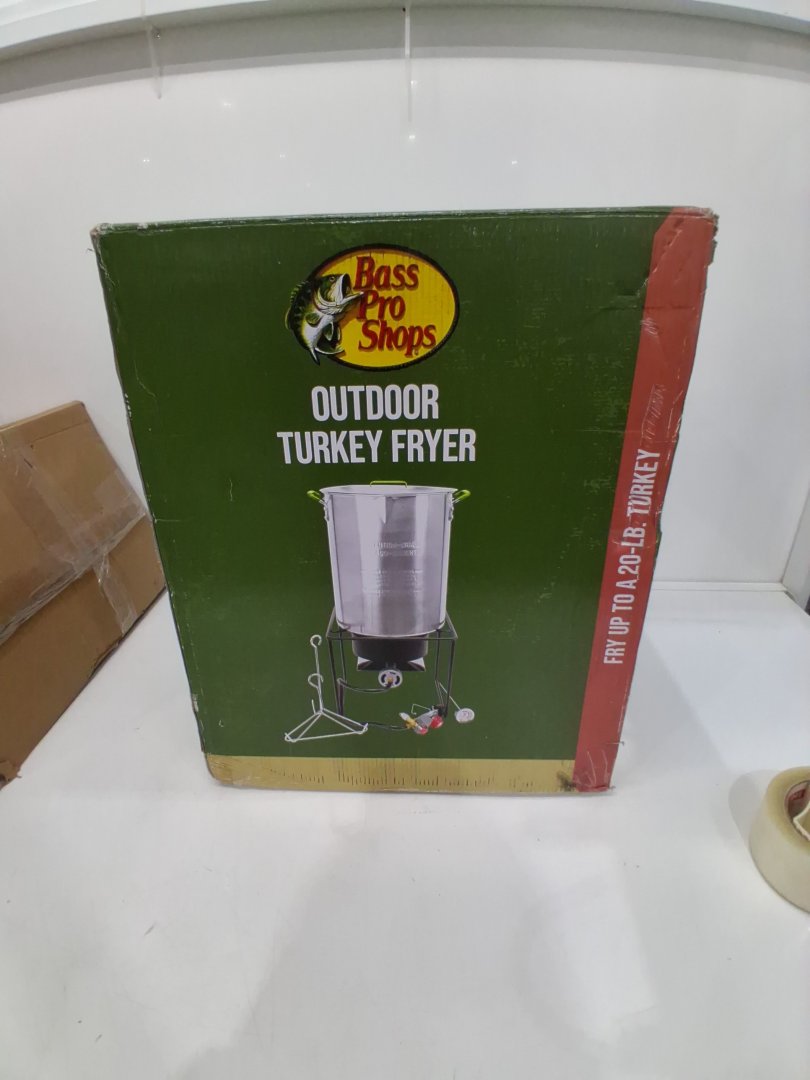 Bass
Pro
Shops
OUTDOOR
TURKEY FRYER
FRY UP TO A 20-LB. TURKEY